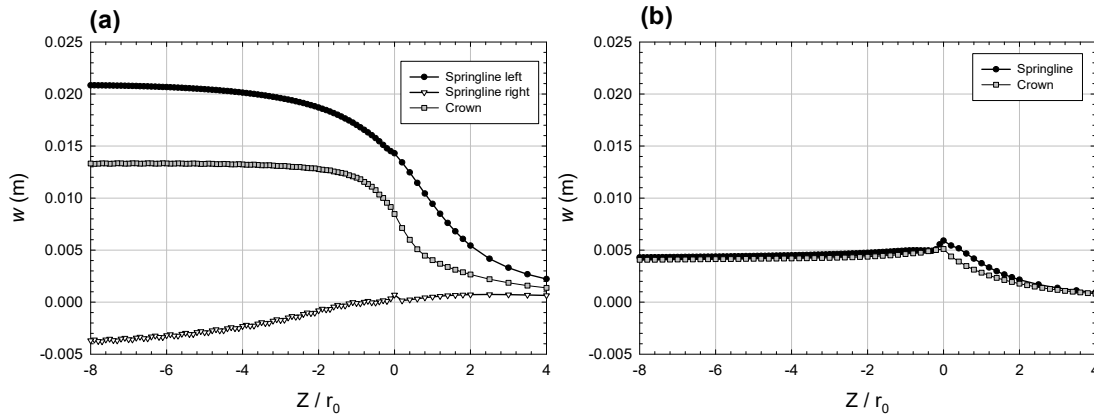 (a)
0.025
0.020
0.015
0.010
0.005
0.000
-0.005
w (m)
-8
-6
-4
-2
0
2
4
Z / r0
Springline left
Springline right
Crown
(b)
0.025
0.020
0.015
0.010
0.005
0.000
-0.005
w (m)
-8
-6
-4
-2
0
2
4
Z / r0
Springline
Crown